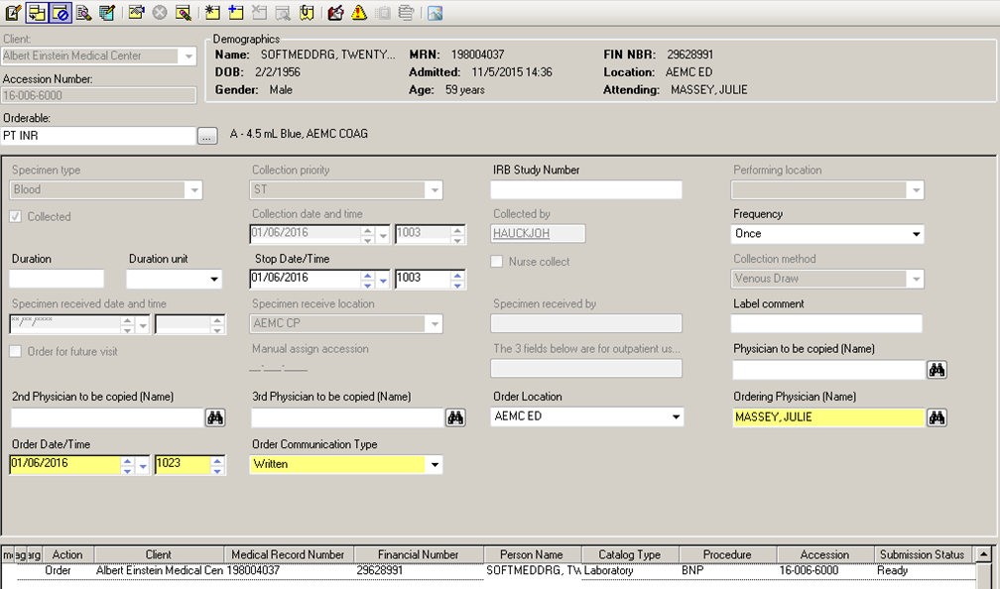 Client:
Albert Einstein Medical Center
Accession Number:
16-006-6000
Demographics
Name: SOFTMEDDRG, TWENTY... MRN: 198004037 FIN NBR: 29628991
DOB: 2/2/1956 Admitted: 11/5/2015 14:36 Location: AEMC ED
Gender: Male Age: 59 years Attending: MASSEY, JULIE
Orderable:
PT INR ... A - 4.5 mL Blue, AEMC COAG
Specimen type Collection priority IRB Study Number Performing location
Blood ST
Collected Collection date and time Collected by Frequency
01/06/2016 1003 HAUCKJOH Once
Duration Duration unit Stop Date/Time Nurse collect Collection method
01/06/2016 1003 Venous Draw
Specimen received date and time Specimen receive location Specimen received by Label comment
**/**/**** AEMC CP
Order for future visit Manual assign accession The 3 fields below are for outpatient us... Physician to be copied (Name)
__-___-____
2nd Physician to be copied (Name) 3rd Physician to be copied (Name) Order Location Ordering Physician (Name)
AEMC ED MASSEY, JULIE
Order Date/Time Order Communication Type
01/06/2016 1023 Written
Action Client Medical Record Number Financial Number Person Name Catalog Type Procedure Accession Submission Status
Order Albert Einstein Medical Cen 198004037 29628991 SOFTMEDDRG, TW Laboratory BNP 16-006-6000 Ready